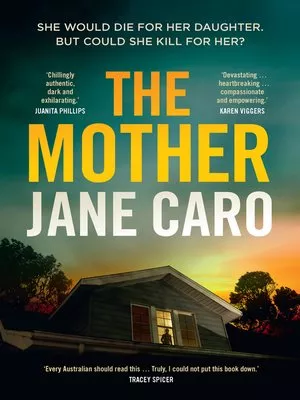 SHE WOULD DIE FOR HER DAUGHTER.
BUT COULD SHE KILL FOR HER?
'Chillingly
authentic,
dark and
exhilarating.'
JUANITA PHILLIPS
'Devastating ...
heartbreaking ...
compassionate
and empowering.'
KAREN VIGGERS
THE
MOTHER
JANE CARO
'Every Australian should read this ... Truly, I could not put this book down.'
TRACEY SPICER